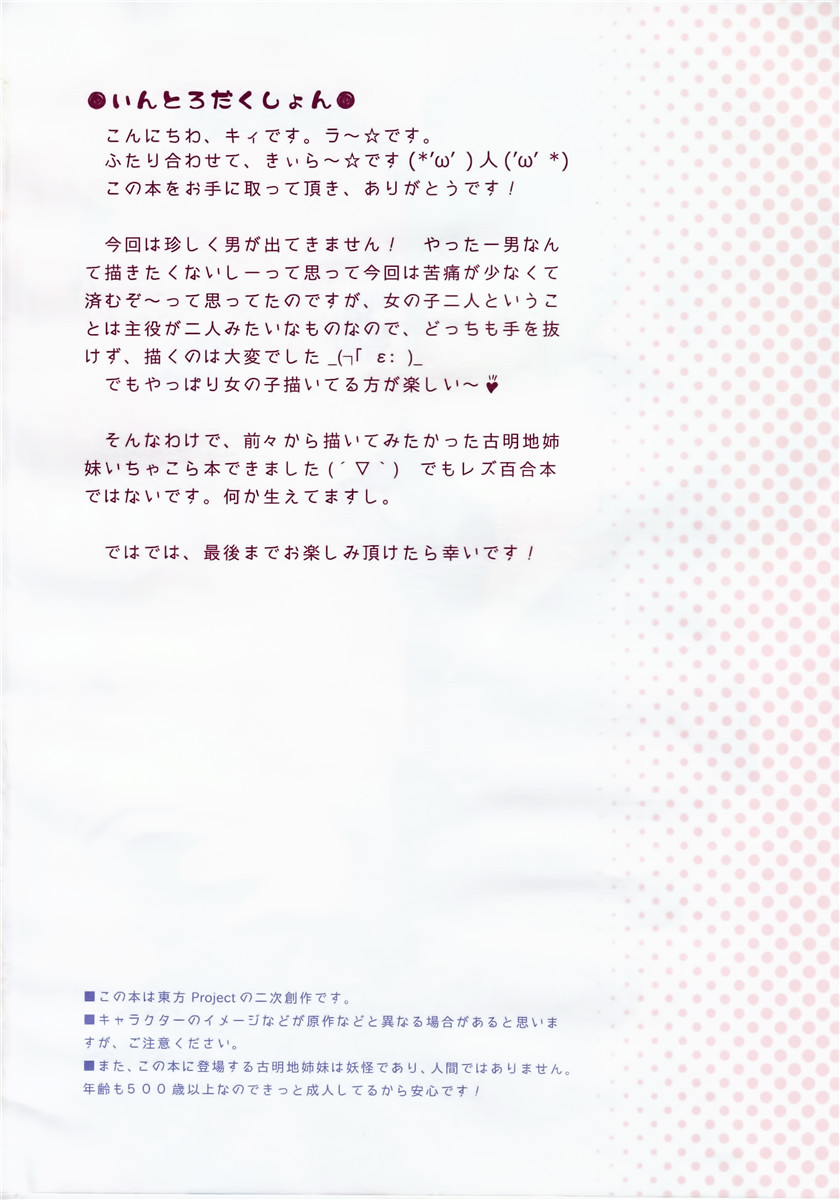 ●いんとろだくしょん●
こんにちわ、キィです。ラ～☆です。
ふたり合わせて、きぃら～☆です (*'ω' ) 人 ('ω' *)
この本をお手に取って頂き、ありがとうです！
今回は珍しく男が出てきません！　やったー男なん
て描きたくないしーって思って今回は苦痛が少なくて
済むぞ～って思ってたのですが、女の子二人というこ
とは主役が二人みたいなものなので、どっちも手を抜
けず、描くのは大変でした _(┐「 ε: )_
でもやっぱり女の子描いてる方が楽しい～♥
そんなわけで、前々から描いてみたかった古明地姉
妹いちゃこら本できました (´▽｀)　でもレズ百合本
ではないです。何か生えてますし。
ではでは、最後までお楽しみ頂けたら幸いです！
■この本は東方 Project の二次創作です。
■キャラクターのイメージなどが原作などと異なる場合があると思いま
すが、ご注意ください。
■また、この本に登場する古明地姉妹は妖怪であり、人間ではありません。
年齢も５００歳以上なのできっと成人してるから安心です！